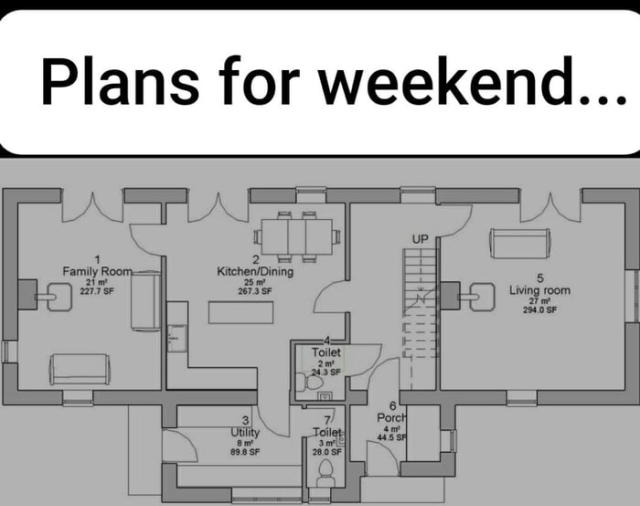 Plans for weekend...
UP
1
Family Room
21 m²
227.7 SF
2
Kitchen/Dining
25 m²
267.3 SF
5
Living room
27 m²
294.0 SF
4
Toilet
2 m²
24.3 SF
3
Utility
8 m²
89.8 SF
7
Toilet
3 m²
28.0 SF
6
Porch
4 m²
44.5 SF